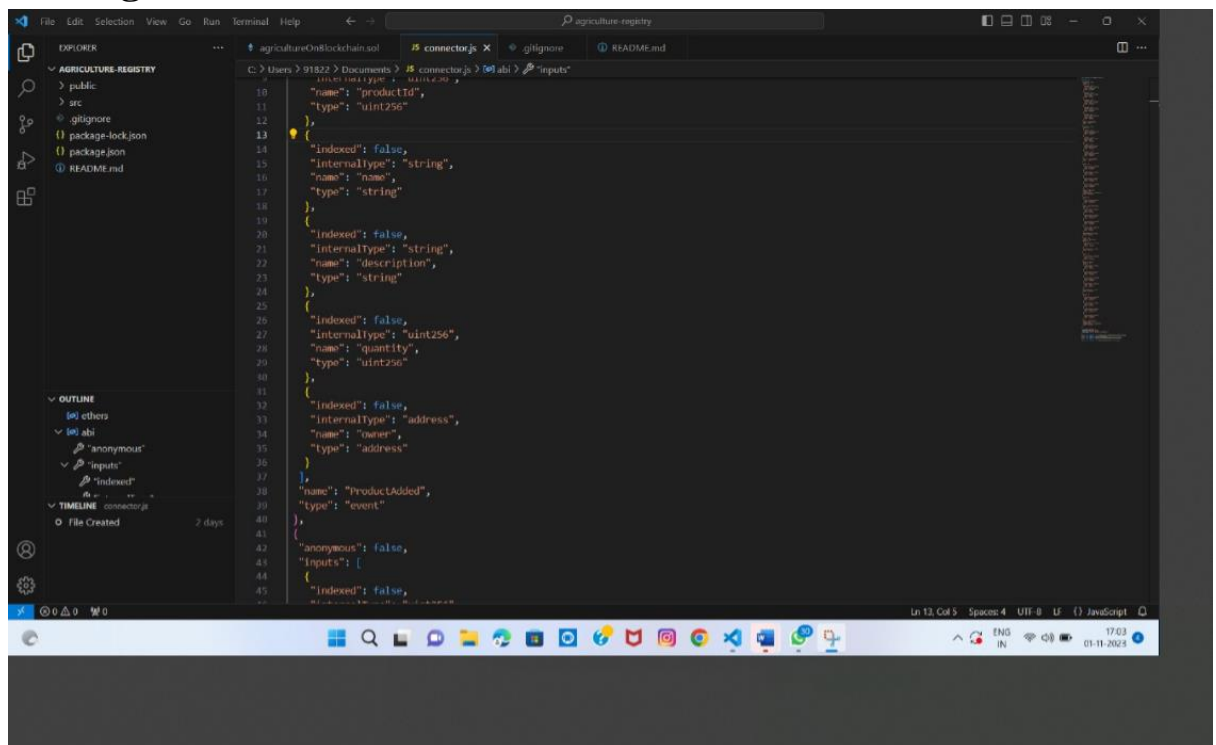 File Edit Selection View Go Run Terminal Help
agriculture-registry
EXPLORER
AGRICULTURE-REGISTRY
> public
> src
.gitignore
{} package-lock.json
{} package.json
README.md
OUTLINE
ethers
abi
"anonymous"
"inputs"
"indexed"
TIMELINE connector.js
File Created 2 days
agricultureOnBlockchain.sol JS connector.js X .gitignore README.md
C: > Users > 91822 > Documents > JS connector.js > abi > "inputs"
10 "name": "productId",
11 "type": "uint256"
12 },
13 {
14 "indexed": false,
15 "internalType": "string",
16 "name": "name",
17 "type": "string"
18 },
19 {
20 "indexed": false,
21 "internalType": "string",
22 "name": "description",
23 "type": "string"
24 },
25 {
26 "indexed": false,
27 "internalType": "uint256",
28 "name": "quantity",
29 "type": "uint256"
30 },
31 {
32 "indexed": false,
33 "internalType": "address",
34 "name": "owner",
35 "type": "address"
36 }
37 ],
38 "name": "ProductAdded",
39 "type": "event"
40 },
41 {
42 "anonymous": false,
43 "inputs": [
44 {
45 "indexed": false,
0 0 0 Ln 13, Col 5 Spaces: 4 UTF-8 LF {} JavaScript
ENG IN 17:03 01-11-2023